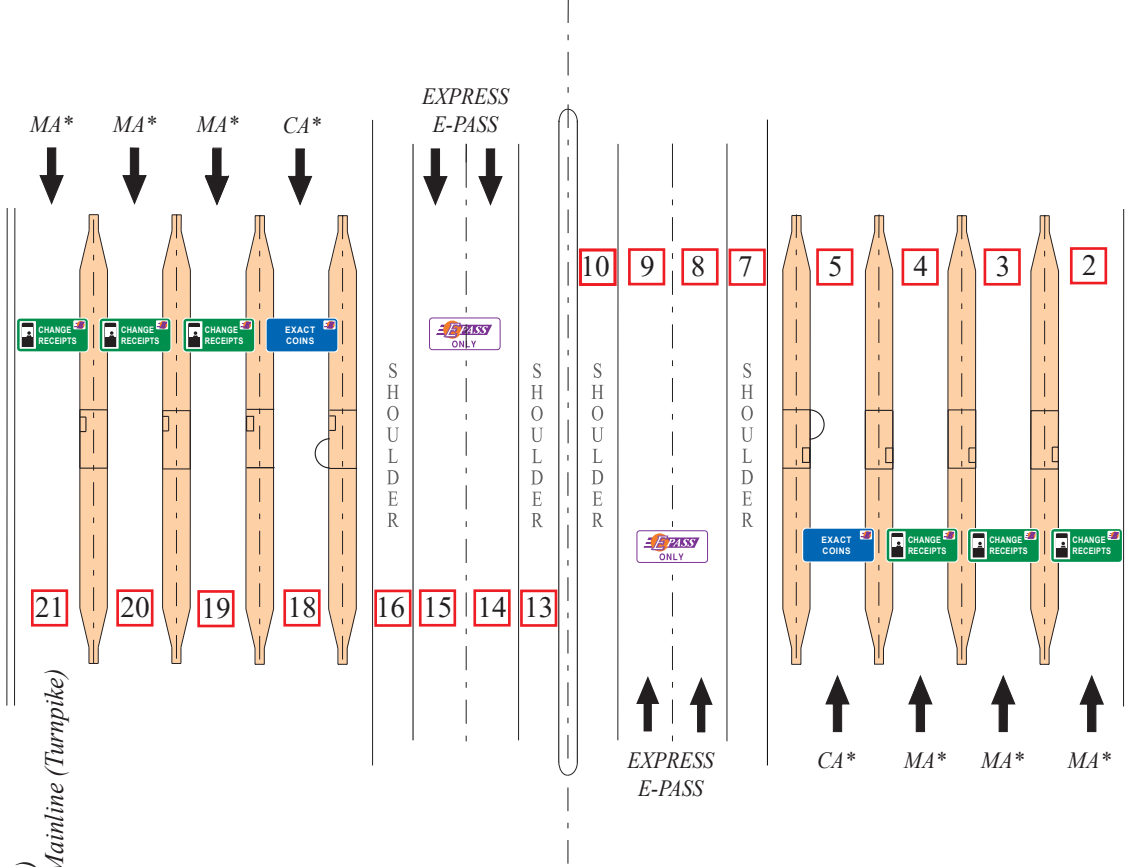 EXPRESS
E-PASS
MA*
MA*
MA*
CA*
10
9
8
7
5
4
3
2
CHANGE
RECEIPTS
CHANGE
RECEIPTS
CHANGE
RECEIPTS
EXACT
COINS
E PASS
ONLY
SHOULDER
SHOULDER
SHOULDER
SHOULDER
E PASS
ONLY
EXACT
COINS
CHANGE
RECEIPTS
CHANGE
RECEIPTS
CHANGE
RECEIPTS
21
20
19
18
16
15
14
13
Mainline (Turnpike)
)
EXPRESS
E-PASS
CA*
MA*
MA*
MA*